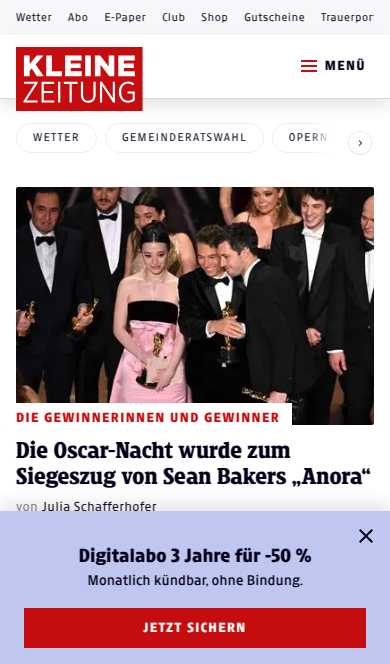 Wetter Abo E-Paper Club Shop Gutscheine Trauerpor
KLEINE
ZEITUNG
MENÜ
WETTER GEMEINDERATSWAHL OPERN
DIE GEWINNERINNEN UND GEWINNER
Die Oscar-Nacht wurde zum
Siegeszug von Sean Bakers „Anora“
von Julia Schafferhofer
Digitalabo 3 Jahre für -50 %
Monatlich kündbar, ohne Bindung.
JETZT SICHERN